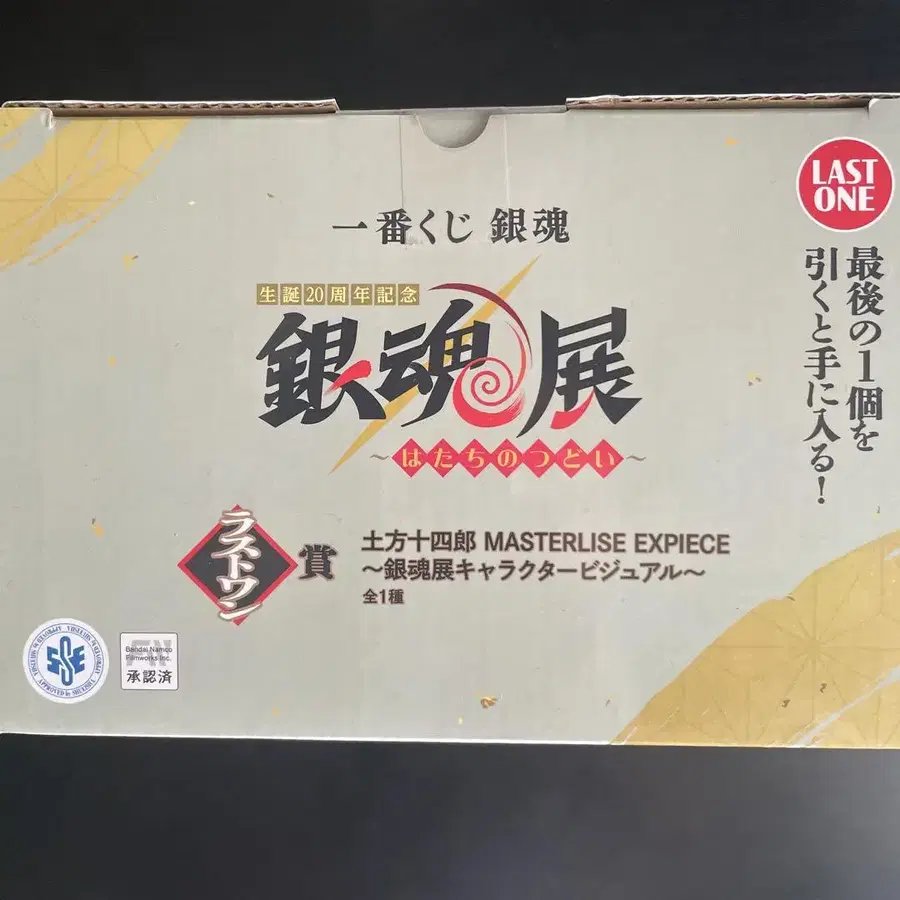 一番くじ 銀魂
生誕20周年記念
銀魂展
～はたちのつどい～
LAST
ONE
最後の1個を
引くと手に入る！
ラストワン賞
土方十四郎 MASTERLISE EXPIECE
～銀魂展キャラクタービジュアル～
全1種
APPROVED by SHUEISHA
Bandai Namco
Filmworks Inc.
承認済